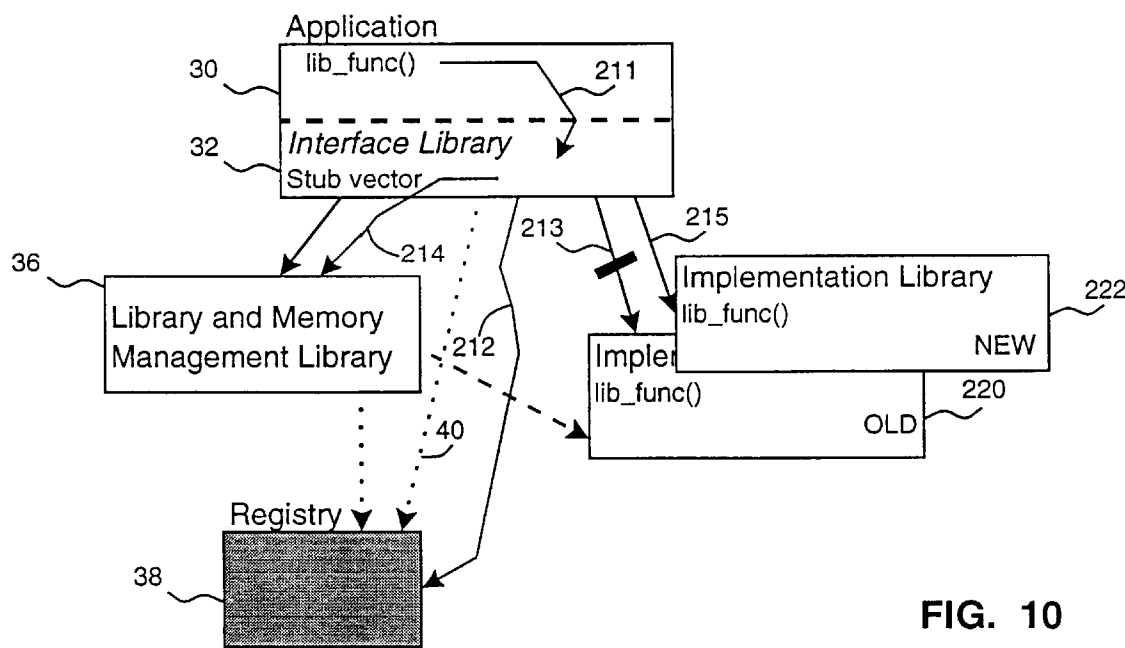 Application
lib_func()
30
211
Interface Library
32
Stub vector
213
215
214
36
Implementation Library
lib_func()
222
NEW
Library and Memory
Management Library
212
Impler
lib_func()
220
OLD
40
Registry
38
FIG. 10